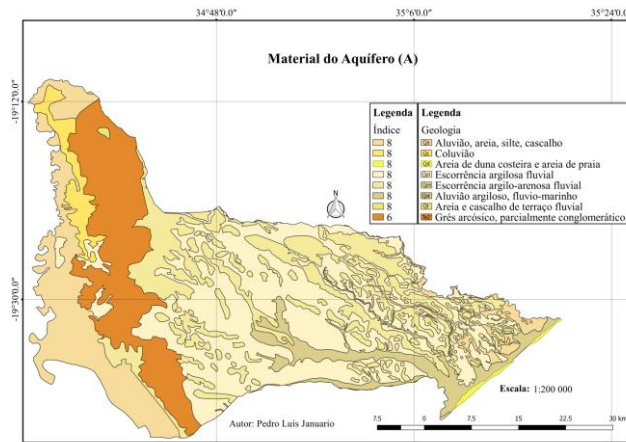 34°48'0.0"
35°6'0.0"
35°24'0.0"
Material do Aquífero (A)
-19°12'0.0"
-19°30'0.0"
Legenda
Legenda
Índice
Geologia
8
Aluvião, areia, silte, cascalho
8
Coluvião
8
Areia de duna costeira e areia de praia
8
Escorrência argilosa fluvial
8
Escorrência argilo-arenosa fluvial
8
Aluvião argiloso, fluvio-marinho
8
Areia e cascalho de terraço fluvial
6
Grés arcósico, parcialmente conglomerático
N
Escala: 1:200 000
Autor: Pedro Luís Januario
7.5
0
7.5
15
22.5
30 km